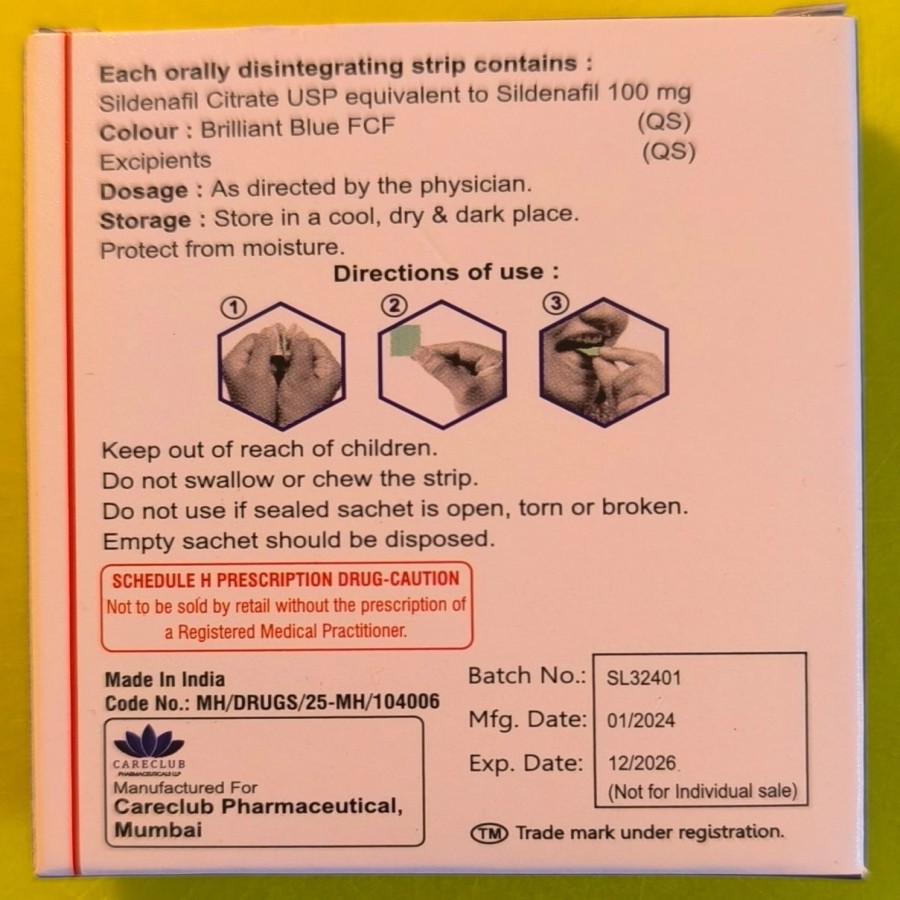 Each orally disintegrating strip contains :
Sildenafil Citrate USP equivalent to Sildenafil 100 mg
Colour : Brilliant Blue FCF (QS)
Excipients (QS)
Dosage : As directed by the physician.
Storage : Store in a cool, dry & dark place.
Protect from moisture.
Directions of use :
1 2 3
Keep out of reach of children.
Do not swallow or chew the strip.
Do not use if sealed sachet is open, torn or broken.
Empty sachet should be disposed.
SCHEDULE H PRESCRIPTION DRUG-CAUTION
Not to be sold by retail without the prescription of
a Registered Medical Practitioner.
Made In India
Code No.: MH/DRUGS/25-MH/104006
CARECLUB
PHARMACEUTICALS LLP
Manufactured For
Careclub Pharmaceutical,
Mumbai
Batch No.: SL32401
Mfg. Date: 01/2024
Exp. Date: 12/2026
(Not for Individual sale)
TM Trade mark under registration.